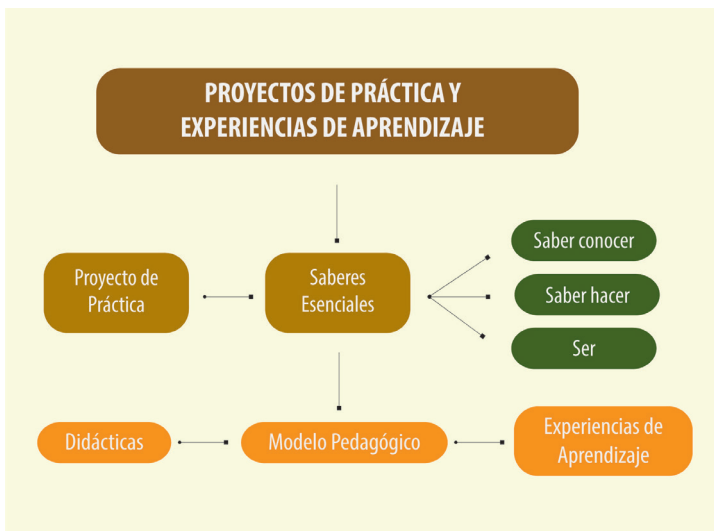 PROYECTOS DE PRÁCTICA Y
EXPERIENCIAS DE APRENDIZAJE
Proyecto de
Práctica
Saberes
Esenciales
Saber conocer
Saber hacer
Ser
Didácticas
Modelo Pedagógico
Experiencias de
Aprendizaje